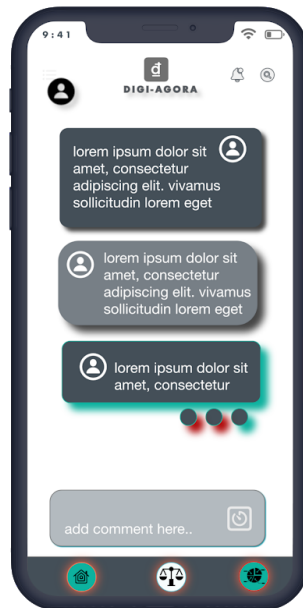 9:41
DIGI-AGORA
lorem ipsum dolor sit
amet, consectetur
adipiscing elit. vivamus
sollicitudin lorem eget
lorem ipsum dolor sit
amet, consectetur
adipiscing elit. vivamus
sollicitudin lorem eget
lorem ipsum dolor sit
amet, consectetur
add comment here..